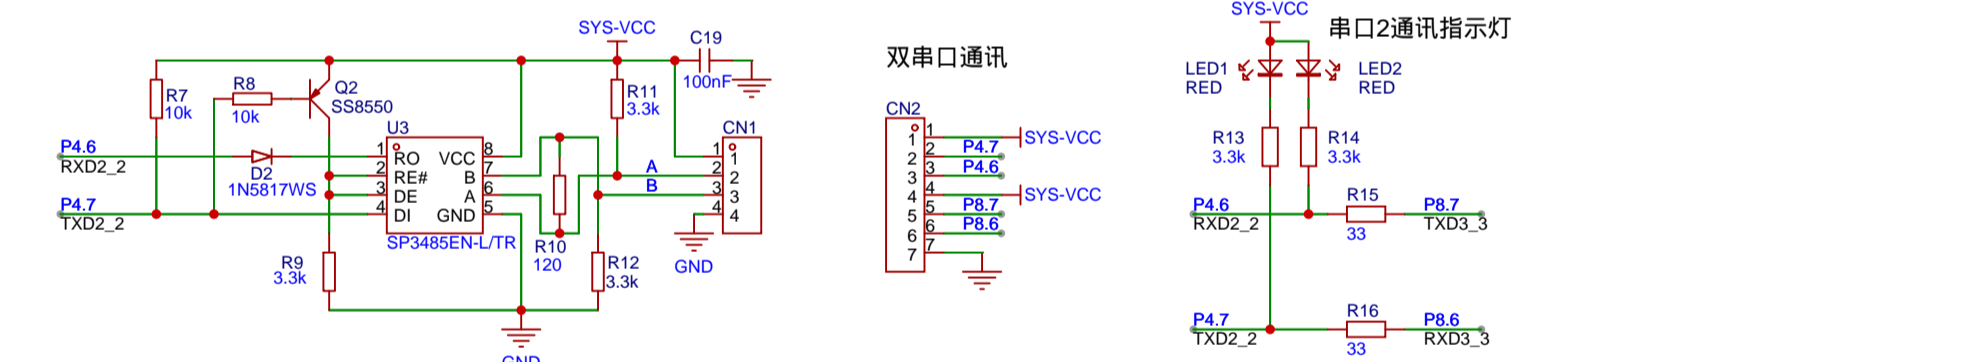 SYS-VCC
C19
100nF
R7
10k
R8
10k
Q2
SS8550
R11
3.3k
CN1
U3
P4.6
RXD2_2
D2
1N5817WS
P4.7
TXD2_2
1
2
3
4
RO
RE#
DE
DI
VCC
B
A
GND
8
7
6
5
SP3485EN-L/TR
A
B
1
2
3
4
1
2
3
4
R10
120
R9
3.3k
R12
3.3k
GND
GND
双串口通讯
CN2
1
2
3
4
5
6
7
1
2
3
4
5
6
7
SYS-VCC
P4.7
P4.6
SYS-VCC
P8.7
P8.6
SYS-VCC
串口2通讯指示灯
LED1
RED
LED2
RED
R13
3.3k
R14
3.3k
P4.6
RXD2_2
R15
33
P8.7
TXD3_3
P4.7
TXD2_2
R16
33
P8.6
RXD3_3